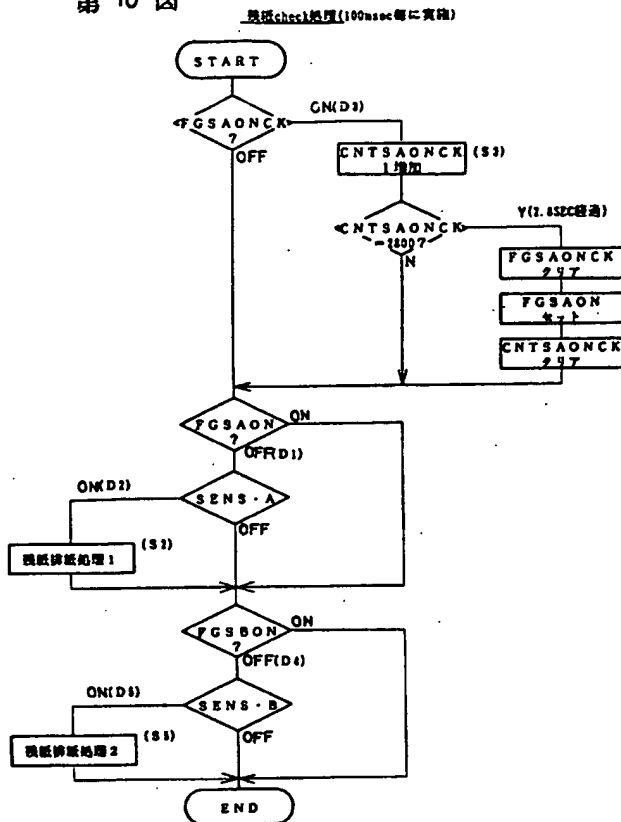 第10図
残紙check処理(100msec毎に実施)
START
FGSAONCK
?
ON(D3)
OFF
CNTSAONCK
1増加
(S3)
CNTSAONCK
=280D?
Y(2.8SEC経過)
N
FGSAONCK
クリア
FGSAON
セット
CNTSAONCK
クリア
FGSAON
?
ON
OFF(D1)
ON(D2)
SENS・A
OFF
残紙排紙処理1
(S2)
FGSBON
?
ON
OFF(D4)
ON(D5)
SENS・B
OFF
残紙排紙処理2
(S5)
END